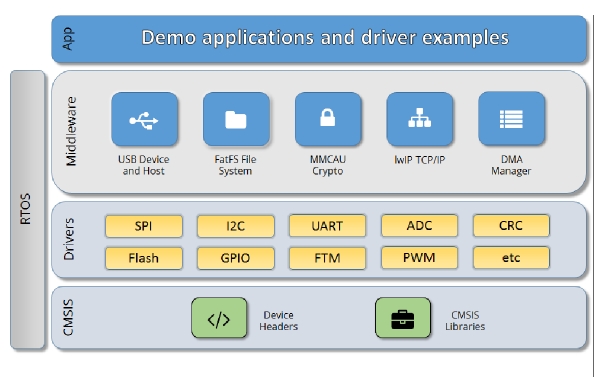 App
Demo applications and driver examples
RTOS
Middleware
USB Device
and Host
FatFS File
System
MMCAU
Crypto
lwIP TCP/IP
DMA
Manager
Drivers
SPI
I2C
UART
ADC
CRC
Flash
GPIO
FTM
PWM
etc
CMSIS
</>
Device
Headers
CMSIS
Libraries